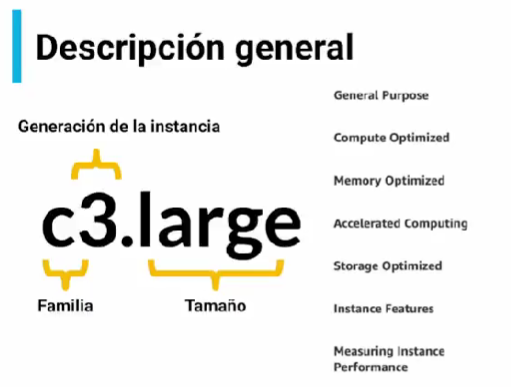 Descripción general
Generación de la instancia
c3.large
Familia
Tamaño
General Purpose
Compute Optimized
Memory Optimized
Accelerated Computing
Storage Optimized
Instance Features
Measuring Instance
Performance